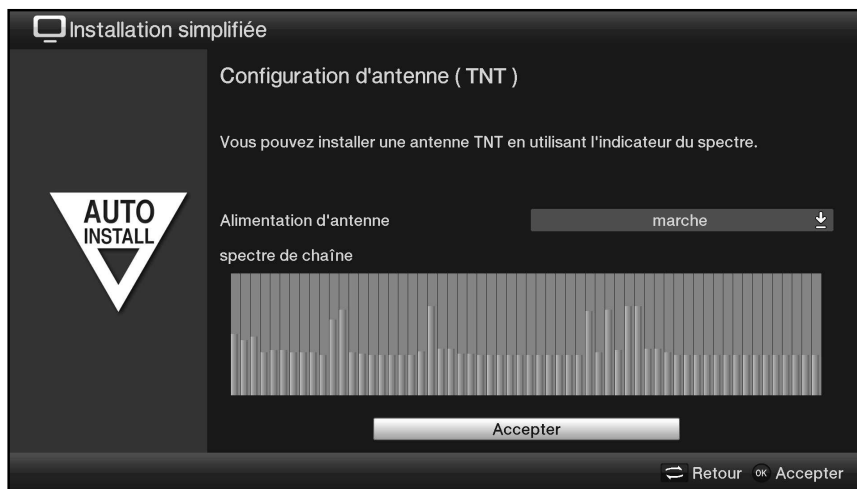 Installation simplifiée
Configuration d'antenne ( TNT )
Vous pouvez installer une antenne TNT en utilisant l'indicateur du spectre.
AUTO
INSTALL
Alimentation d'antenne marche
spectre de chaîne
Accepter
Retour OK Accepter